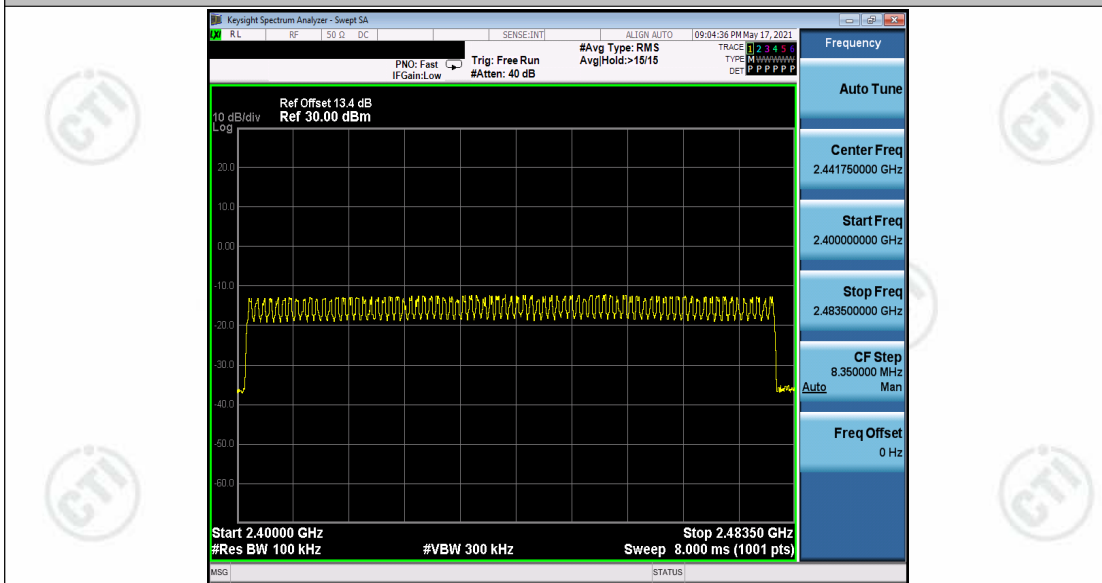 Keysight Spectrum Analyzer - Swept SA
LXI RL RF 50 Ω DC SENSE:INT ALIGN AUTO 09:04:36 PM May 17, 2021
#Avg Type: RMS TRACE 1 2 3 4 5 6
PNO: Fast Trig: Free Run Avg|Hold:>15/15 TYPE M WWWWW
IFGain:Low #Atten: 40 dB DET P P P P P P
Ref Offset 13.4 dB
10 dB/div Ref 30.00 dBm
Log
20.0
10.0
0.00
-10.0
-20.0
-30.0
-40.0
-50.0
-60.0
Start 2.40000 GHz Stop 2.48350 GHz
#Res BW 100 kHz #VBW 300 kHz Sweep 8.000 ms (1001 pts)
MSG STATUS
Frequency
Auto Tune
Center Freq
2.441750000 GHz
Start Freq
2.400000000 GHz
Stop Freq
2.483500000 GHz
CF Step
8.350000 MHz
Auto Man
Freq Offset
0 Hz
CTI
CTI
CTI
CTI